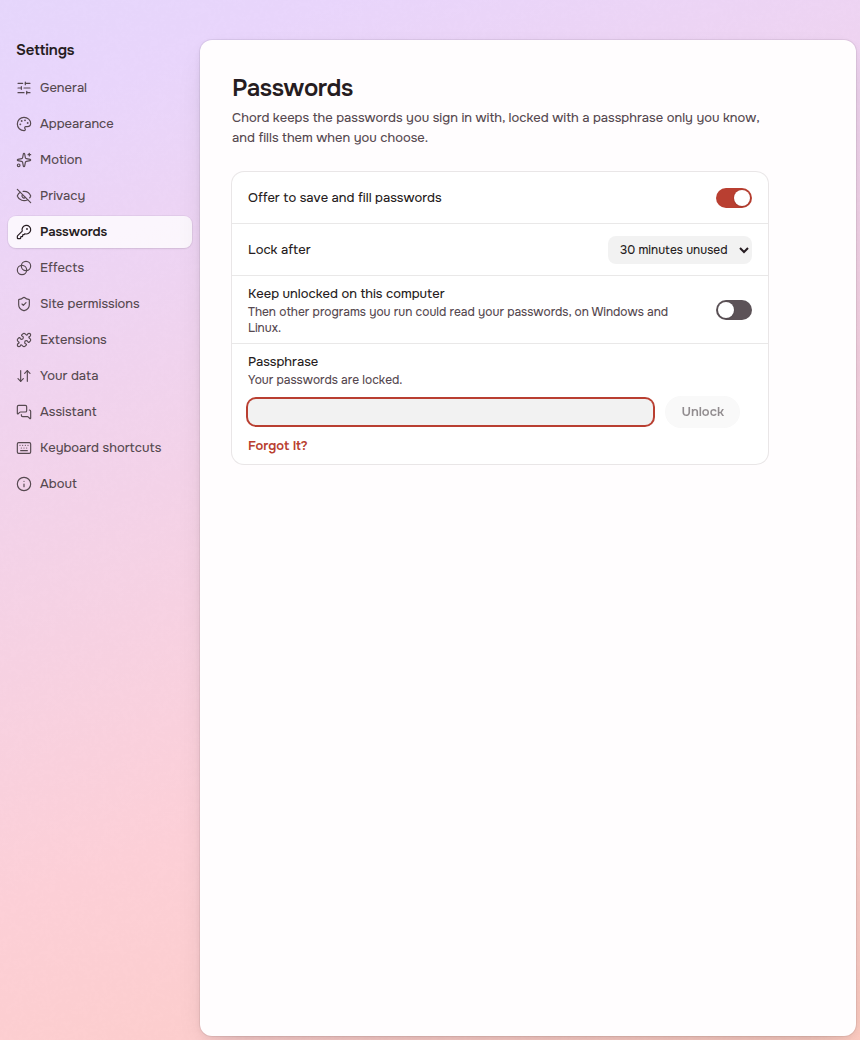 Settings
General
Appearance
Motion
Privacy
Passwords
Effects
Site permissions
Extensions
Your data
Assistant
Keyboard shortcuts
About
Passwords
Chord keeps the passwords you sign in with, locked with a passphrase only you know,
and fills them when you choose.
Offer to save and fill passwords
Lock after
30 minutes unused
Keep unlocked on this computer
Then other programs you run could read your passwords, on Windows and
Linux.
Passphrase
Your passwords are locked.
Unlock
Forgot it?